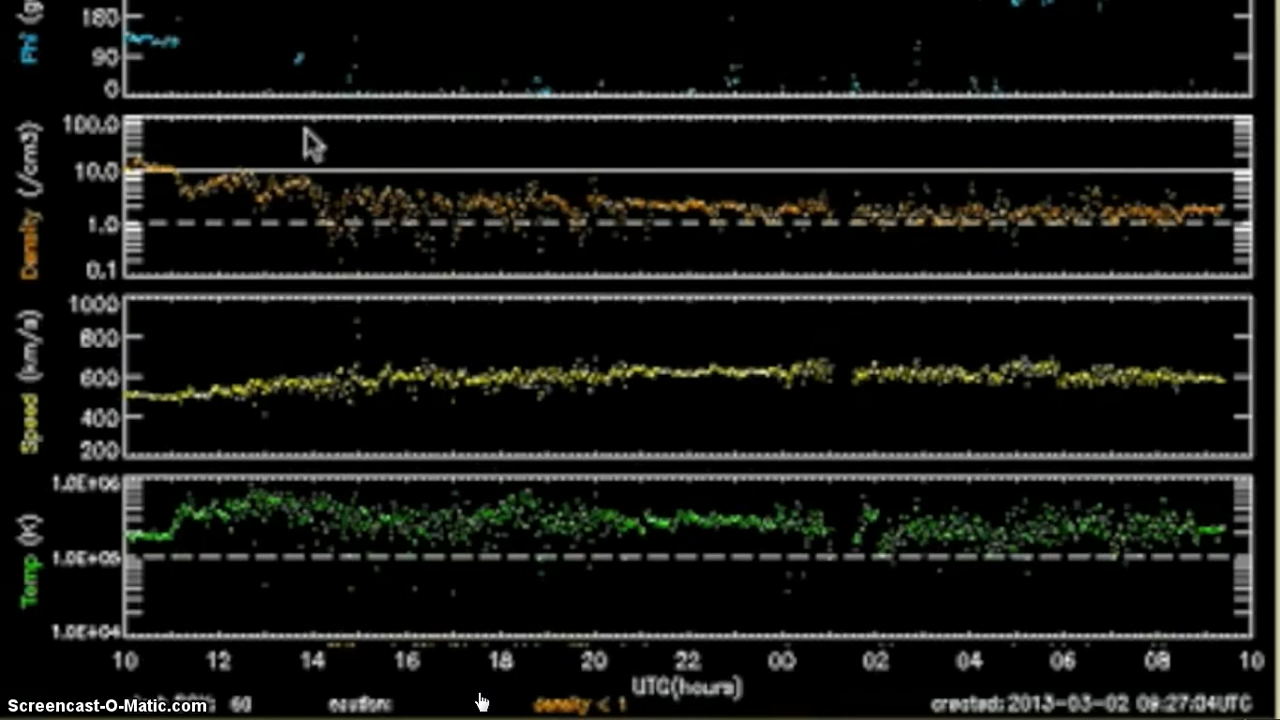 Phi (g
180
90
0
Density (/cm3)
100.0
10.0
1.0
0.1
Speed (km/s)
1000
800
600
400
200
Temp (K)
1.0E+06
1.0E+05
1.0E+04
10 12 14 16 18 20 22 00 02 04 06 08 10
UTC(hours)
Screencast-O-Matic.com 60 caution: density < 1 created: 2013-03-02 09:27:04UTC